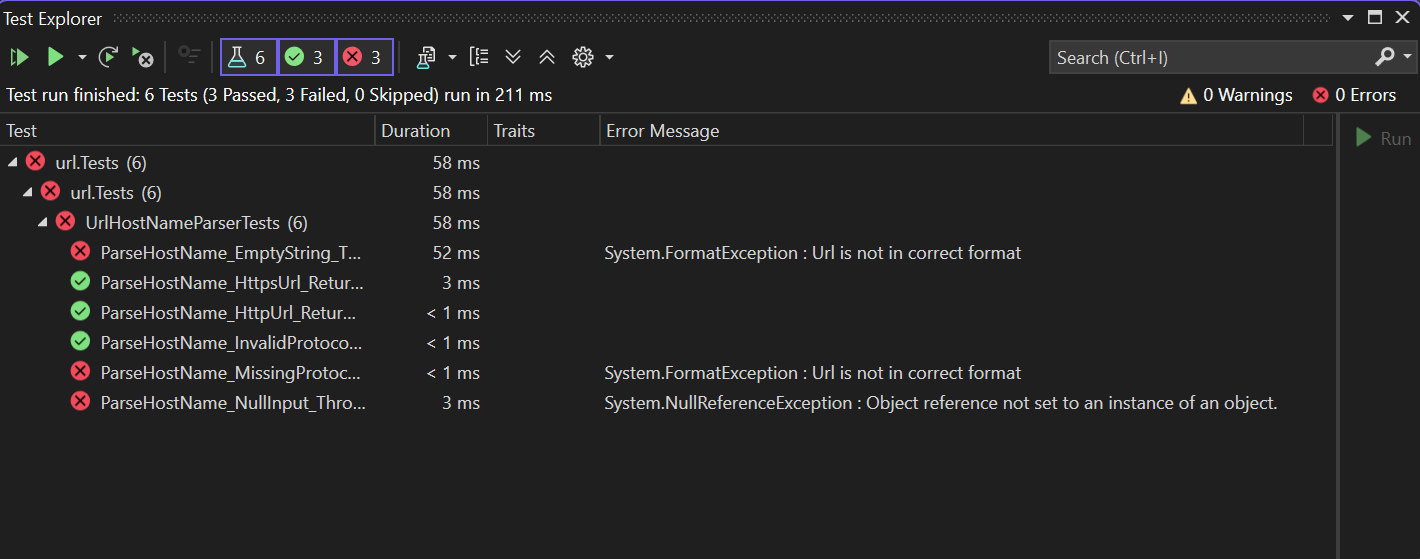 Test Explorer
6 3 3 Search (Ctrl+I)
Test run finished: 6 Tests (3 Passed, 3 Failed, 0 Skipped) run in 211 ms 0 Warnings 0 Errors
Test Duration Traits Error Message
Run
url.Tests (6) 58 ms
url.Tests (6) 58 ms
UrlHostNameParserTests (6) 58 ms
ParseHostName_EmptyString_T... 52 ms System.FormatException : Url is not in correct format
ParseHostName_HttpsUrl_Retur... 3 ms
ParseHostName_HttpUrl_Retur... < 1 ms
ParseHostName_InvalidProtoco... < 1 ms
ParseHostName_MissingProtoc... < 1 ms System.FormatException : Url is not in correct format
ParseHostName_NullInput_Thro... 3 ms System.NullReferenceException : Object reference not set to an instance of an object.